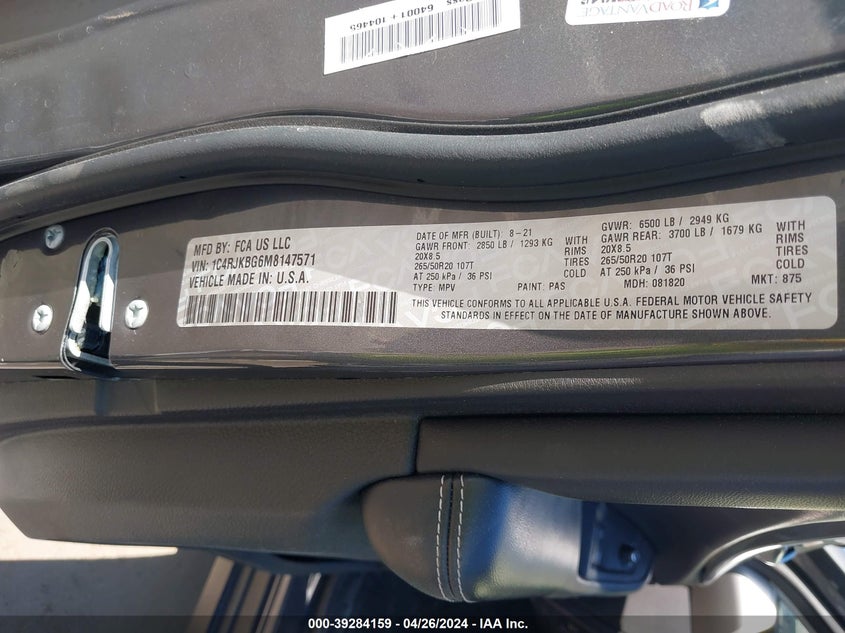 64001 + 104465
ROADVANTAGE
MFD BY: FCA US LLC
VIN: 1C4RJKBG6M8147571
VEHICLE MADE IN: U.S.A.
DATE OF MFR (BUILT): 8-21
GAWR FRONT: 2850 LB / 1293 KG
20X8.5
265/50R20 107T
AT 250 kPa / 36 PSI
TYPE: MPV PAINT: PAS
WITH
RIMS
TIRES
COLD
GVWR: 6500 LB / 2949 KG
GAWR REAR: 3700 LB / 1679 KG
20X8.5
265/50R20 107T
AT 250 kPa / 36 PSI
MDH: 081820 MKT: 875
WITH
RIMS
TIRES
COLD
THIS VEHICLE CONFORMS TO ALL APPLICABLE U.S.A. FEDERAL MOTOR VEHICLE SAFETY
STANDARDS IN EFFECT ON THE DATE OF MANUFACTURE SHOWN ABOVE.
000-39284159 - 04/26/2024 - IAA Inc.